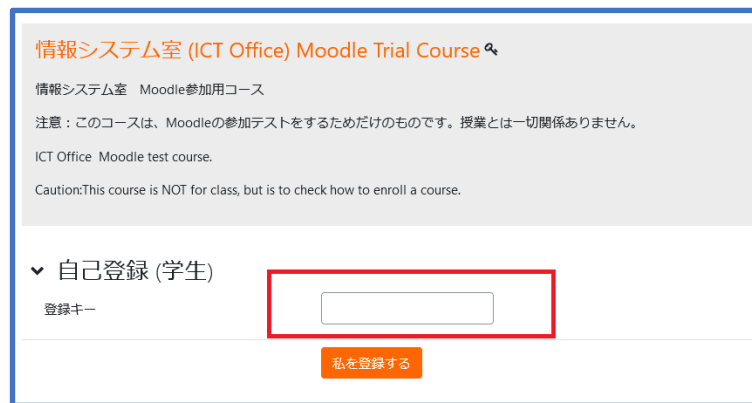 情報システム室 (ICT Office) Moodle Trial Course
情報システム室　Moodle参加用コース
注意：このコースは、Moodleの参加テストをするためだけのものです。授業とは一切関係ありません。
ICT Office  Moodle test course.
Caution:This course is NOT for class, but is to check how to enroll a course.
自己登録 (学生)
登録キー
私を登録する